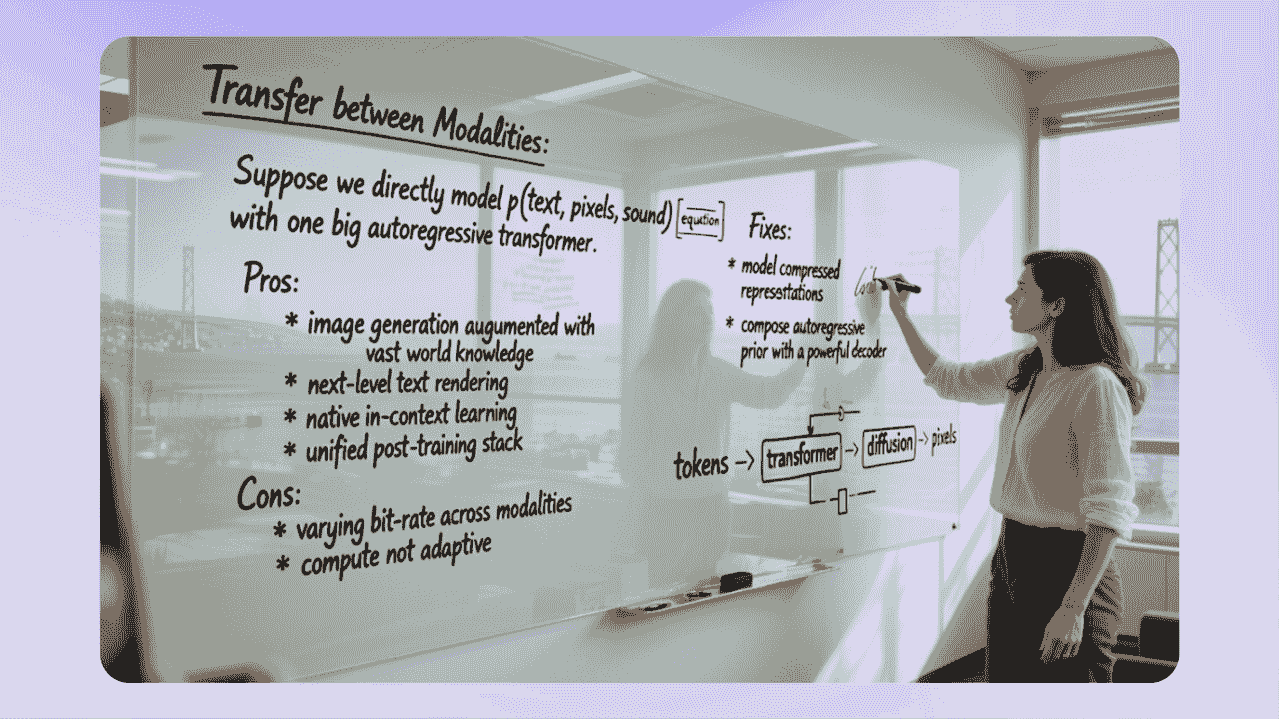 Transfer between Modalities:
Suppose we directly model p(text, pixels, sound) [equation]
with one big autoregressive transformer.
Pros:
* image generation augumented with
vast world knowledge
* next-level text rendering
* native in-context learning
* unified post-training stack
Cons:
* varying bit-rate across modalities
* compute not adaptive
Fixes:
* model compressed
representations
* compose autoregressive
prior with a powerful decoder
tokens -> transformer -> diffusion -> pixels